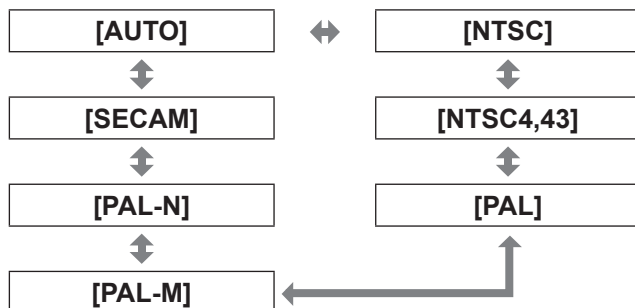 [AUTO]
[NTSC]
[SECAM]
[NTSC4,43]
[PAL-N]
[PAL]
[PAL-M]